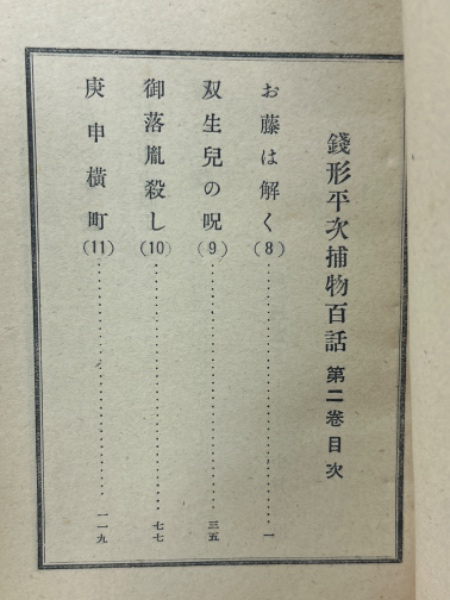 錢形平次捕物百話 第二卷目次
お藤は解く(8)……………………一
双生兒の呪(9)……………………三五
御落胤殺し(10)……………………七七
庚申横町(11)……………………一一九